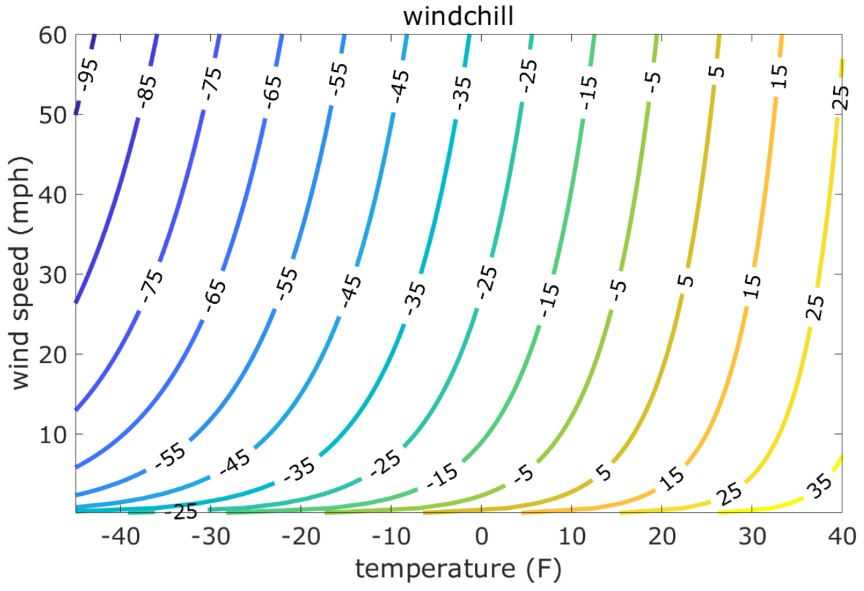 windchill
60
50
40
30
20
10
wind speed (mph)
-95 -85 -75 -65 -55 -45 -35 -25 -15 -5 5 15 25
-75 -65 -55 -45 -35 -25 -15 -5 5 15 25
-55 -45 -35 -25 -15 -5 5 15 25 35
-25
-40 -30 -20 -10 0 10 20 30 40
temperature (F)